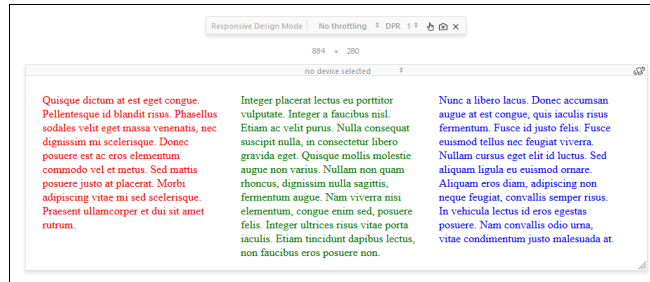 Responsive Design Mode No throttling DPR 1
884 × 280
no device selected
Quisque dictum at est eget congue.
Pellentesque id blandit risus. Phasellus
sodales velit eget massa venenatis, nec
dignissim mi scelerisque. Donec
posuere est ac eros elementum
commodo vel et metus. Sed mattis
posuere justo at placerat. Morbi
adipiscing vitae mi sed scelerisque.
Praesent ullamcorper et dui sit amet
rutrum.
Integer placerat lectus eu porttitor
vulputate. Integer a faucibus nisl.
Etiam ac velit purus. Nulla consequat
suscipit nulla, in consectetur libero
gravida eget. Quisque mollis molestie
augue non varius. Nullam non quam
rhoncus, dignissim nulla sagittis,
fermentum augue. Nam viverra nisi
elementum, congue enim sed, posuere
felis. Integer ultrices risus vitae porta
iaculis. Etiam tincidunt dapibus lectus,
non faucibus eros posuere non.
Nunc a libero lacus. Donec accumsan
augue at est congue, quis iaculis risus
fermentum. Fusce id justo felis. Fusce
euismod tellus nec feugiat viverra.
Nullam cursus eget elit id luctus. Sed
aliquam ligula eu euismod ornare.
Aliquam eros diam, adipiscing non
neque feugiat, convallis semper risus.
In vehicula lectus id eros egestas
posuere. Nam convallis odio urna,
vitae condimentum justo malesuada at.